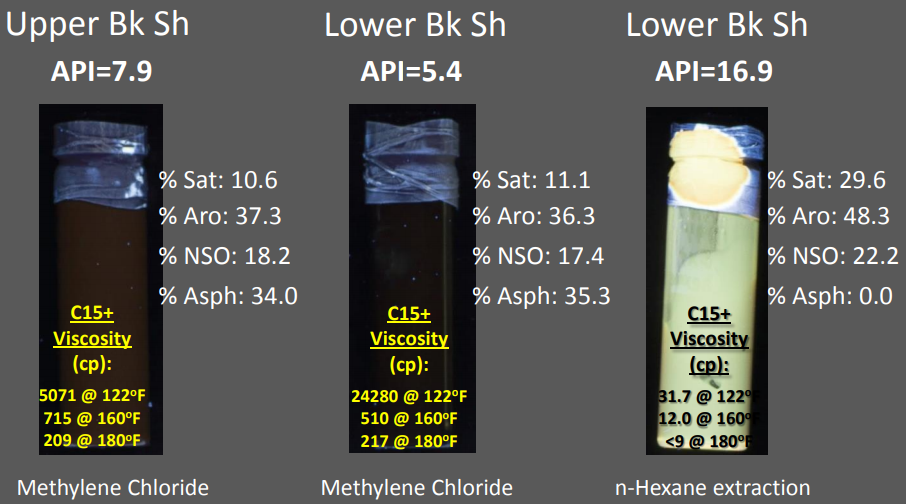 Upper Bk Sh
API=7.9
% Sat: 10.6
% Aro: 37.3
% NSO: 18.2
% Asph: 34.0
C15+
Viscosity
(cp):
5071 @ 122ºF
715 @ 160ºF
209 @ 180ºF
Methylene Chloride
Lower Bk Sh
API=5.4
% Sat: 11.1
% Aro: 36.3
% NSO: 17.4
% Asph: 35.3
C15+
Viscosity
(cp):
24280 @ 122ºF
510 @ 160ºF
217 @ 180ºF
Methylene Chloride
Lower Bk Sh
API=16.9
% Sat: 29.6
% Aro: 48.3
% NSO: 22.2
% Asph: 0.0
C15+
Viscosity
(cp):
31.7 @ 122ºF
12.0 @ 160ºF
<9 @ 180ºF
n-Hexane extraction